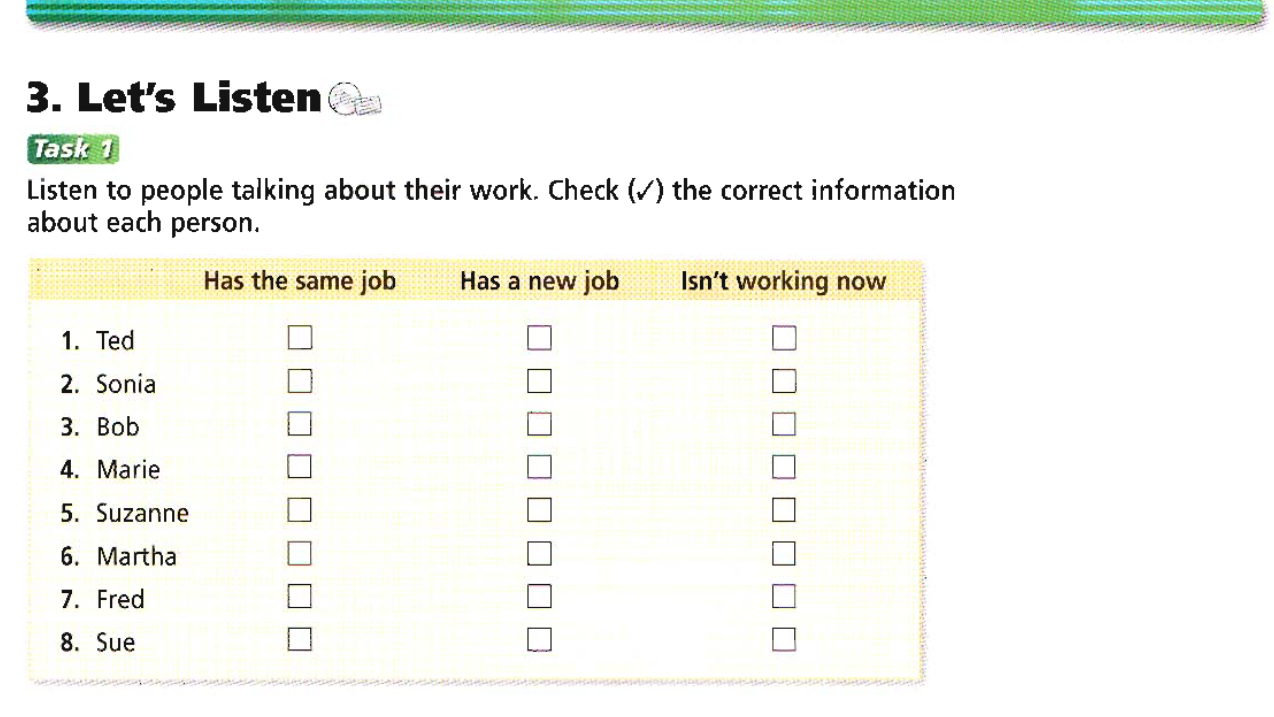 3. Let's Listen
Task 1
Listen to people talking about their work. Check (✓) the correct information
about each person.
Has the same job Has a new job Isn't working now
1. Ted
2. Sonia
3. Bob
4. Marie
5. Suzanne
6. Martha
7. Fred
8. Sue